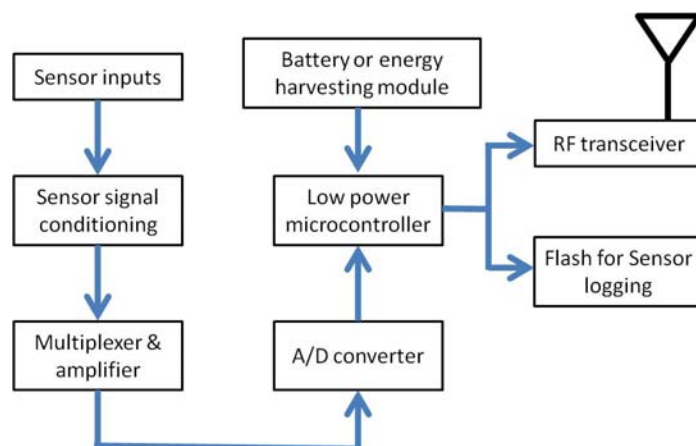 Sensor inputs
Sensor signal
conditioning
Multiplexer &
amplifier
Battery or energy
harvesting module
Low power
microcontroller
A/D converter
RF transceiver
Flash for Sensor
logging